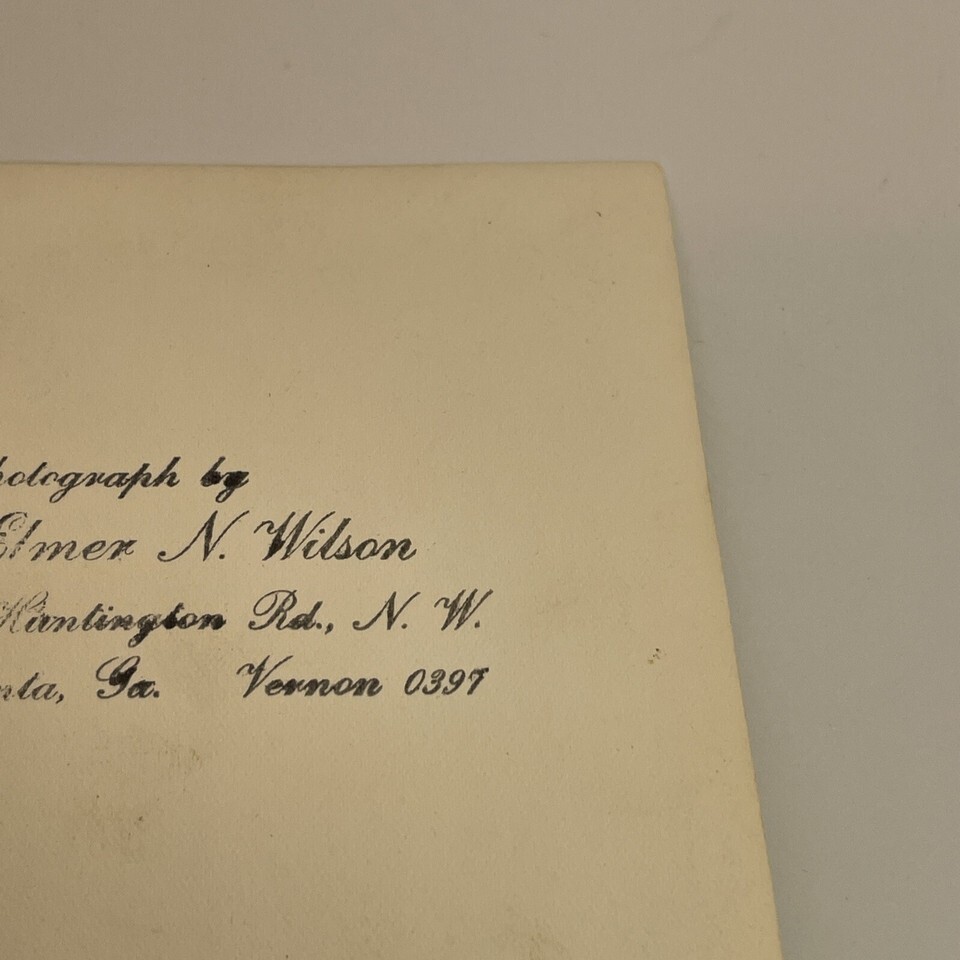 hotograph by
Elmer N. Wilson
Huntington Rd., N. W.
nta, Ga. Vernon 0397